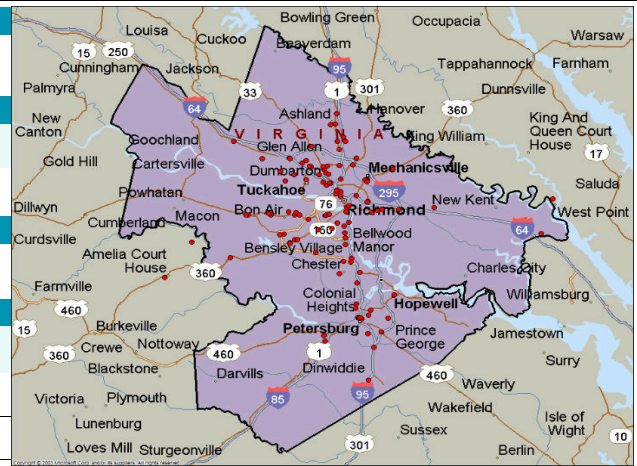 Bowling Green
Occupacia
Louisa
Cuckoo
Beaverdam
Warsaw
15
250
Cunningham
Jackson
95
Tappahannock
Farnham
Palmyra
64
33
1
301
Dunnsville
New
Canton
Ashland
Hanover
360
King And
Queen Court
House
VIRGINIA
King William
17
Goochland
Glen Allen
Gold Hill
Cartersville
Dumbarton
Mechanicsville
Saluda
Powhatan
Tuckahoe
295
Dillwyn
76
New Kent
Cumberland
Macon
Bon Air
Richmond
West Point
Curdsville
360
Bellwood
Manor
64
Amelia Court
House
Bensley Village
360
Chester
Charles City
Farmville
Colonial
Heights
Hopewell
Williamsburg
460
15
Burkeville
Petersburg
Prince
George
Jamestown
360
Crewe
Nottoway
460
1
Blackstone
Dinwiddie
460
Surry
Darvills
Waverly
Victoria
Plymouth
85
95
Wakefield
Lunenburg
Isle of
Wight
Sussex
10
Loves Mill
Sturgeonville
301
Berlin